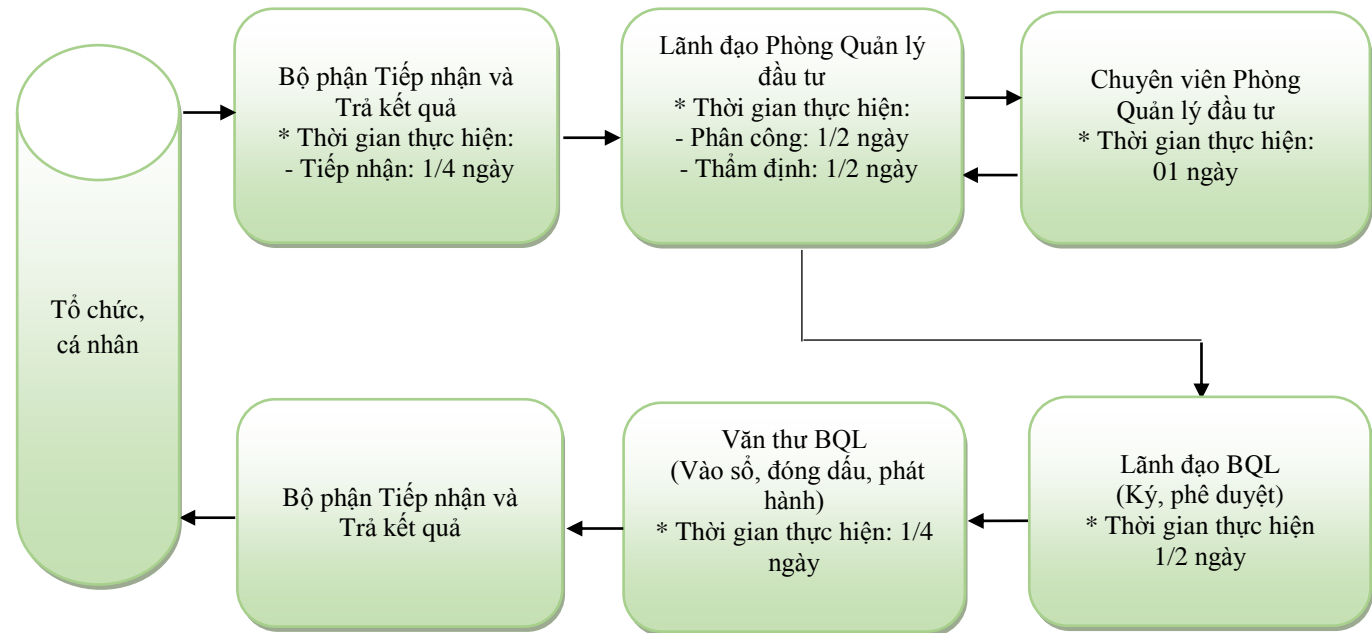 Tổ chức,
cá nhân
Bộ phận Tiếp nhận và
Trả kết quả
* Thời gian thực hiện:
- Tiếp nhận: 1/4 ngày
Lãnh đạo Phòng Quản lý
đầu tư
* Thời gian thực hiện:
- Phân công: 1/2 ngày
- Thẩm định: 1/2 ngày
Chuyên viên Phòng
Quản lý đầu tư
* Thời gian thực hiện:
01 ngày
Lãnh đạo BQL
(Ký, phê duyệt)
* Thời gian thực hiện
1/2 ngày
Văn thư BQL
(Vào sổ, đóng dấu, phát
hành)
* Thời gian thực hiện: 1/4
ngày
Bộ phận Tiếp nhận và
Trả kết quả